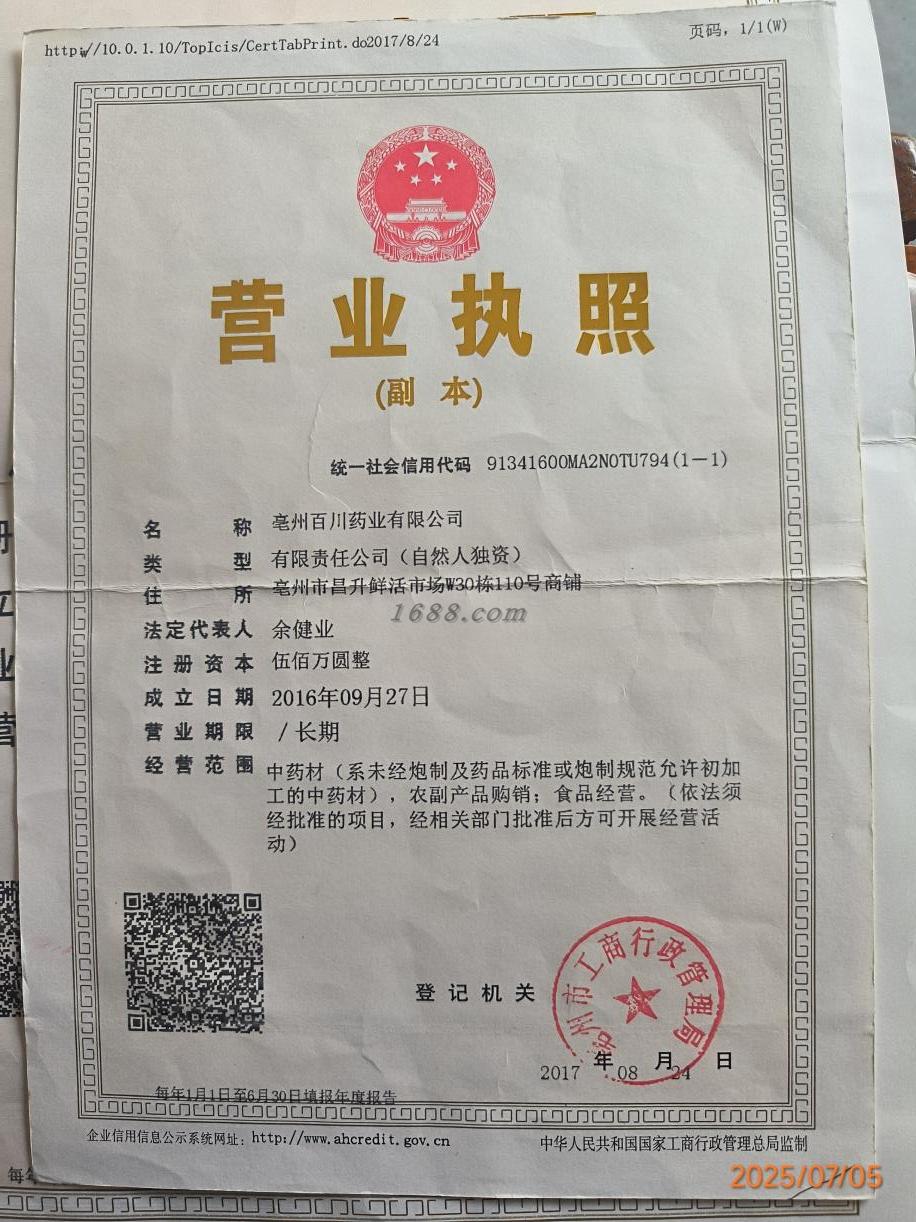 http://10.0.1.10/TopIcis/CertTabPrint.do2017/8/24
页码，1/1(W)
营业执照
(副 本)
统一社会信用代码 91341600MA2N0TU794(1-1)
名称 亳州百川药业有限公司
类型 有限责任公司（自然人独资）
住所 亳州市昌升鲜活市场W30栋110号商铺
1688.com
法定代表人 余健业
注册资本 伍佰万圆整
成立日期 2016年09月27日
营业期限 / 长期
经营范围 中药材（系未经炮制及药品标准或炮制规范允许初加
工的中药材），农副产品购销；食品经营。（依法须
经批准的项目，经相关部门批准后方可开展经营活
动）
登记机关
亳州市工商行政管理局
2017年08月24日
每年1月1日至6月30日填报年度报告
企业信用信息公示系统网址：http://www.ahcredit.gov.cn
中华人民共和国国家工商行政管理总局监制
2025/07/05